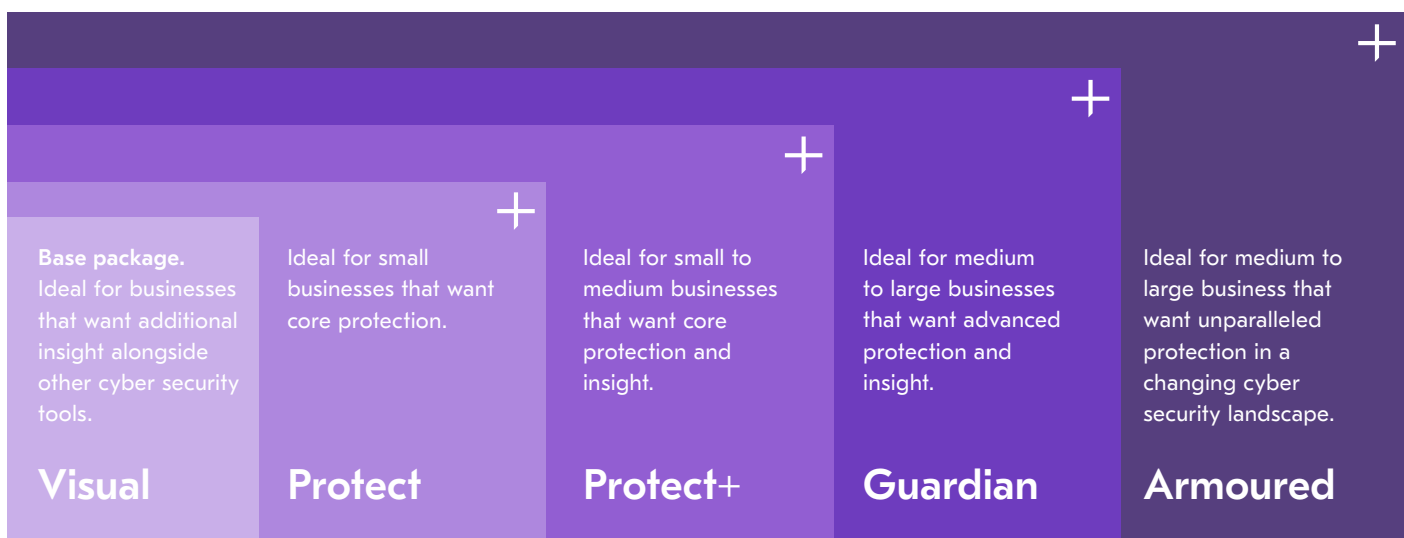 Base package.
Ideal for businesses
that want additional
insight alongside
other cyber security
tools.
Visual
Ideal for small
businesses that want
core protection.
Protect
Ideal for small to
medium businesses
that want core
protection and
insight.
Protect+
Ideal for medium
to large businesses
that want advanced
protection and
insight.
Guardian
Ideal for medium to
large business that
want unparalleled
protection in a
changing cyber
security landscape.
Armoured